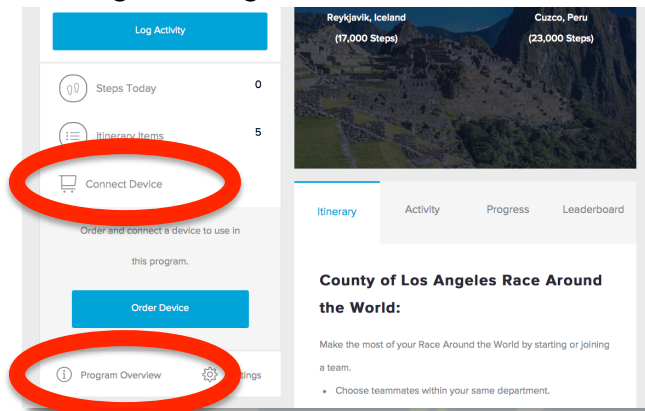 Log Activity
Steps Today 0
Itinerary Items 5
Connect Device
Order and connect a device to use in
this program.
Order Device
Program Overview
Reykjavik, Iceland
(17,000 Steps)
Cuzco, Peru
(23,000 Steps)
Itinerary Activity Progress Leaderboard
County of Los Angeles Race Around
the World:
Make the most of your Race Around the World by starting or joining
a team.
• Choose teammates within your same department.